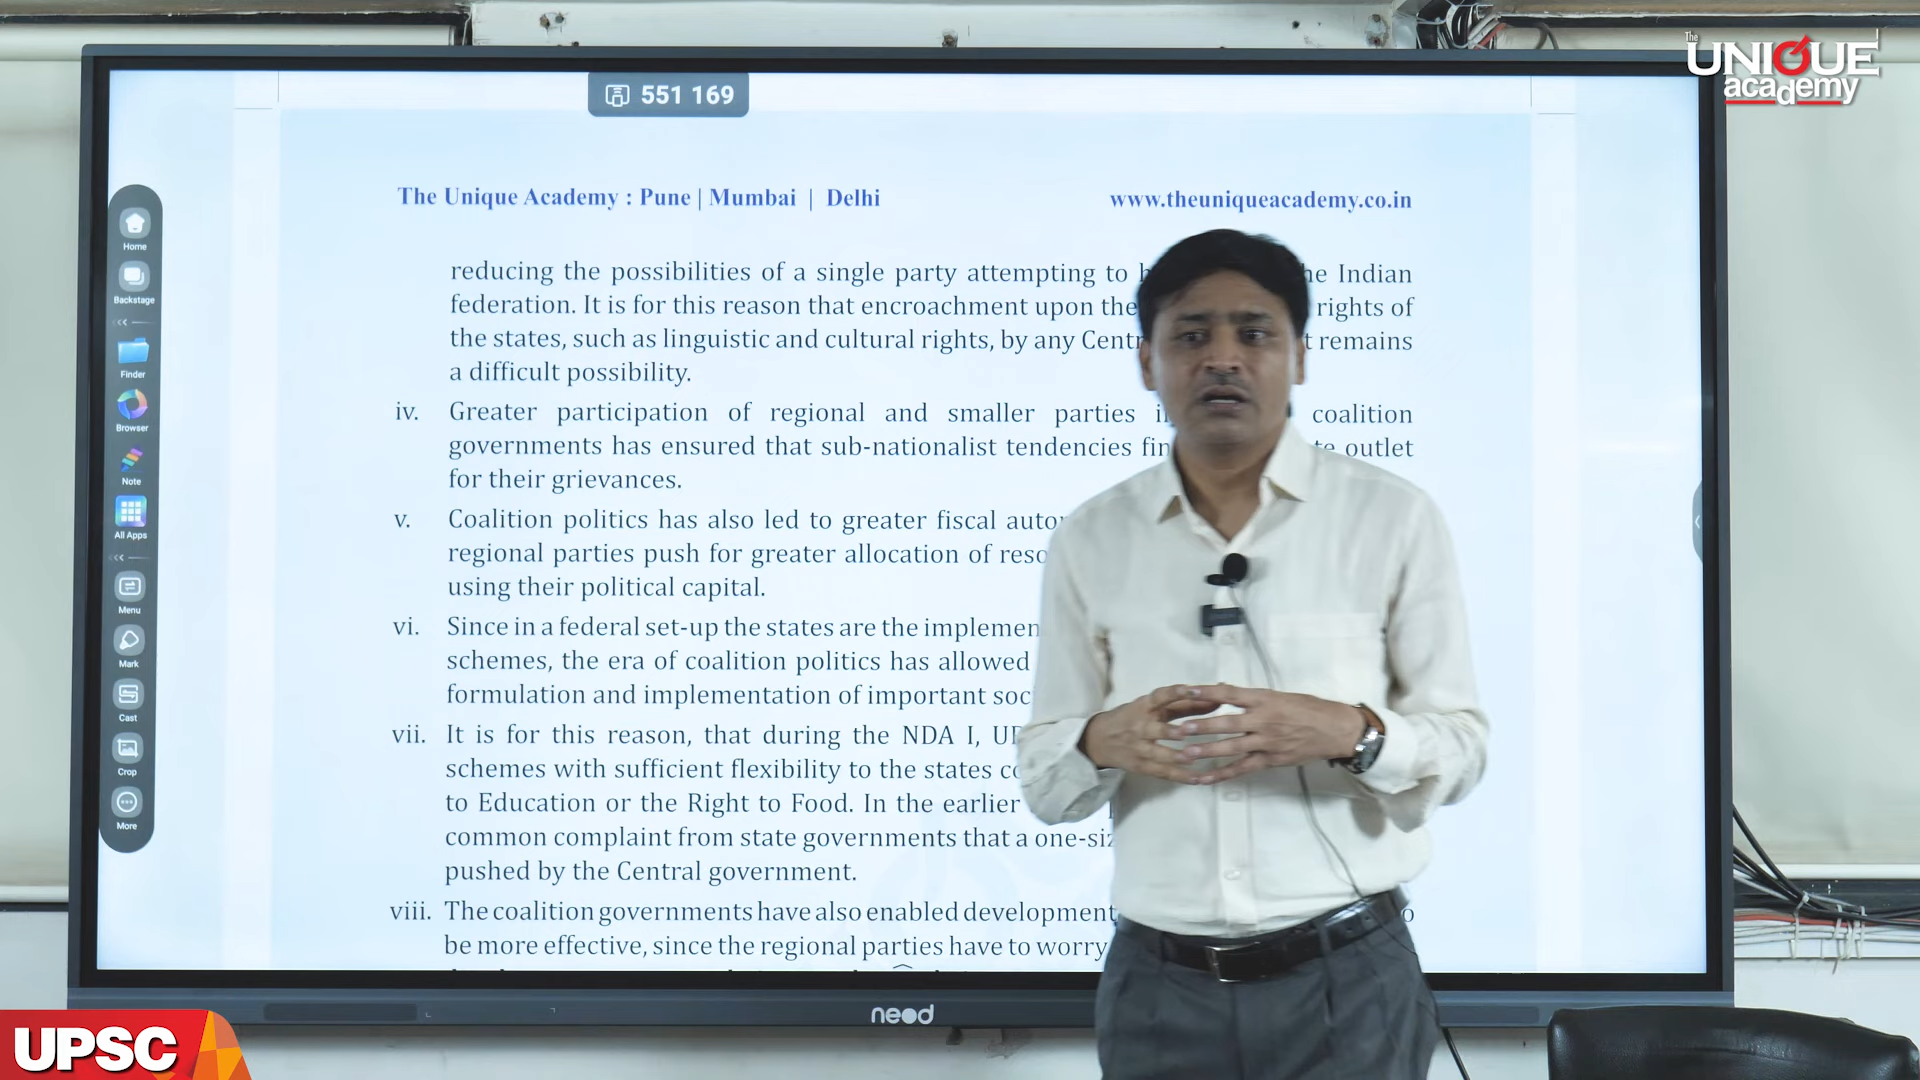 The
UNIQUE
academy
551 169
The Unique Academy : Pune | Mumbai | Delhi
www.theuniqueacademy.co.in
Home
Backstage
Finder
Browser
Note
All Apps
Menu
Mark
Cast
Crop
More
reducing the possibilities of a single party attempting to Indian
federation. It is for this reason that encroachment upon the rights of
the states, such as linguistic and cultural rights, by any remains
a difficult possibility.
iv. Greater participation of regional and smaller parties coalition
governments has ensured that sub-nationalist tendencies outlet
for their grievances.
v. Coalition politics has also led to greater fiscal
regional parties push for greater allocation of
using their political capital.
vi. Since in a federal set-up the states are the
schemes, the era of coalition politics has allowed
formulation and implementation of important
vii. It is for this reason, that during the NDA I,
schemes with sufficient flexibility to the states
to Education or the Right to Food. In the earlier
common complaint from state governments that a
pushed by the Central government.
viii. The coalition governments have also enabled development
be more effective, since the regional parties have to worry
neod
UPSC